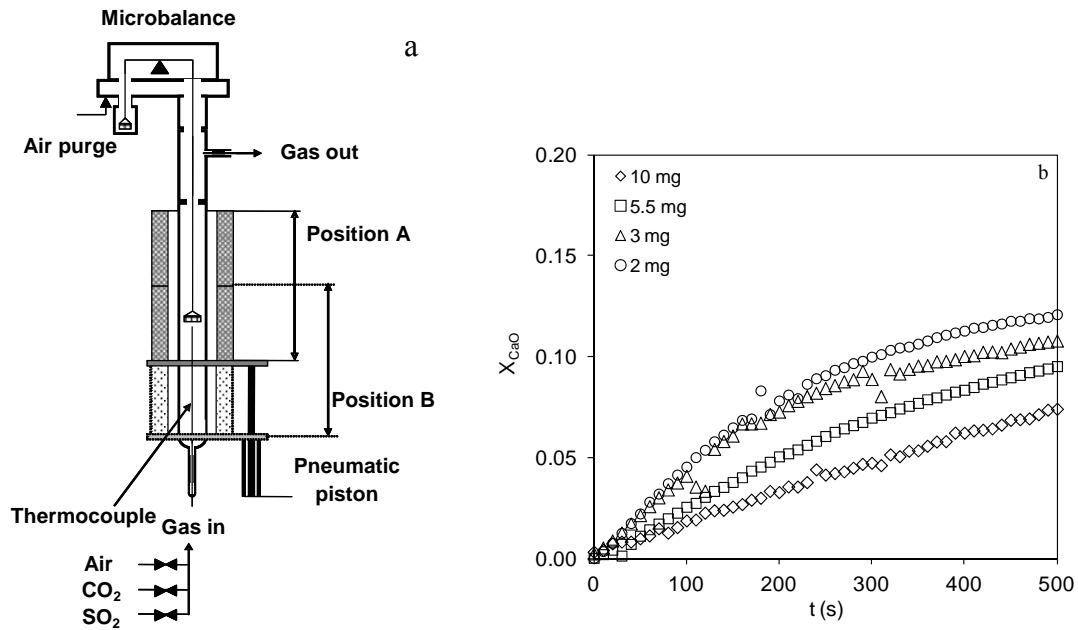 Microbalance
a
Air purge
Gas out
Position A
Position B
Pneumatic
piston
Thermocouple
Gas in
Air
CO₂
SO₂
b
0.20
0.15
0.10
0.05
0.00
X_CaO
10 mg
5.5 mg
3 mg
2 mg
0 100 200 300 400 500
t (s)